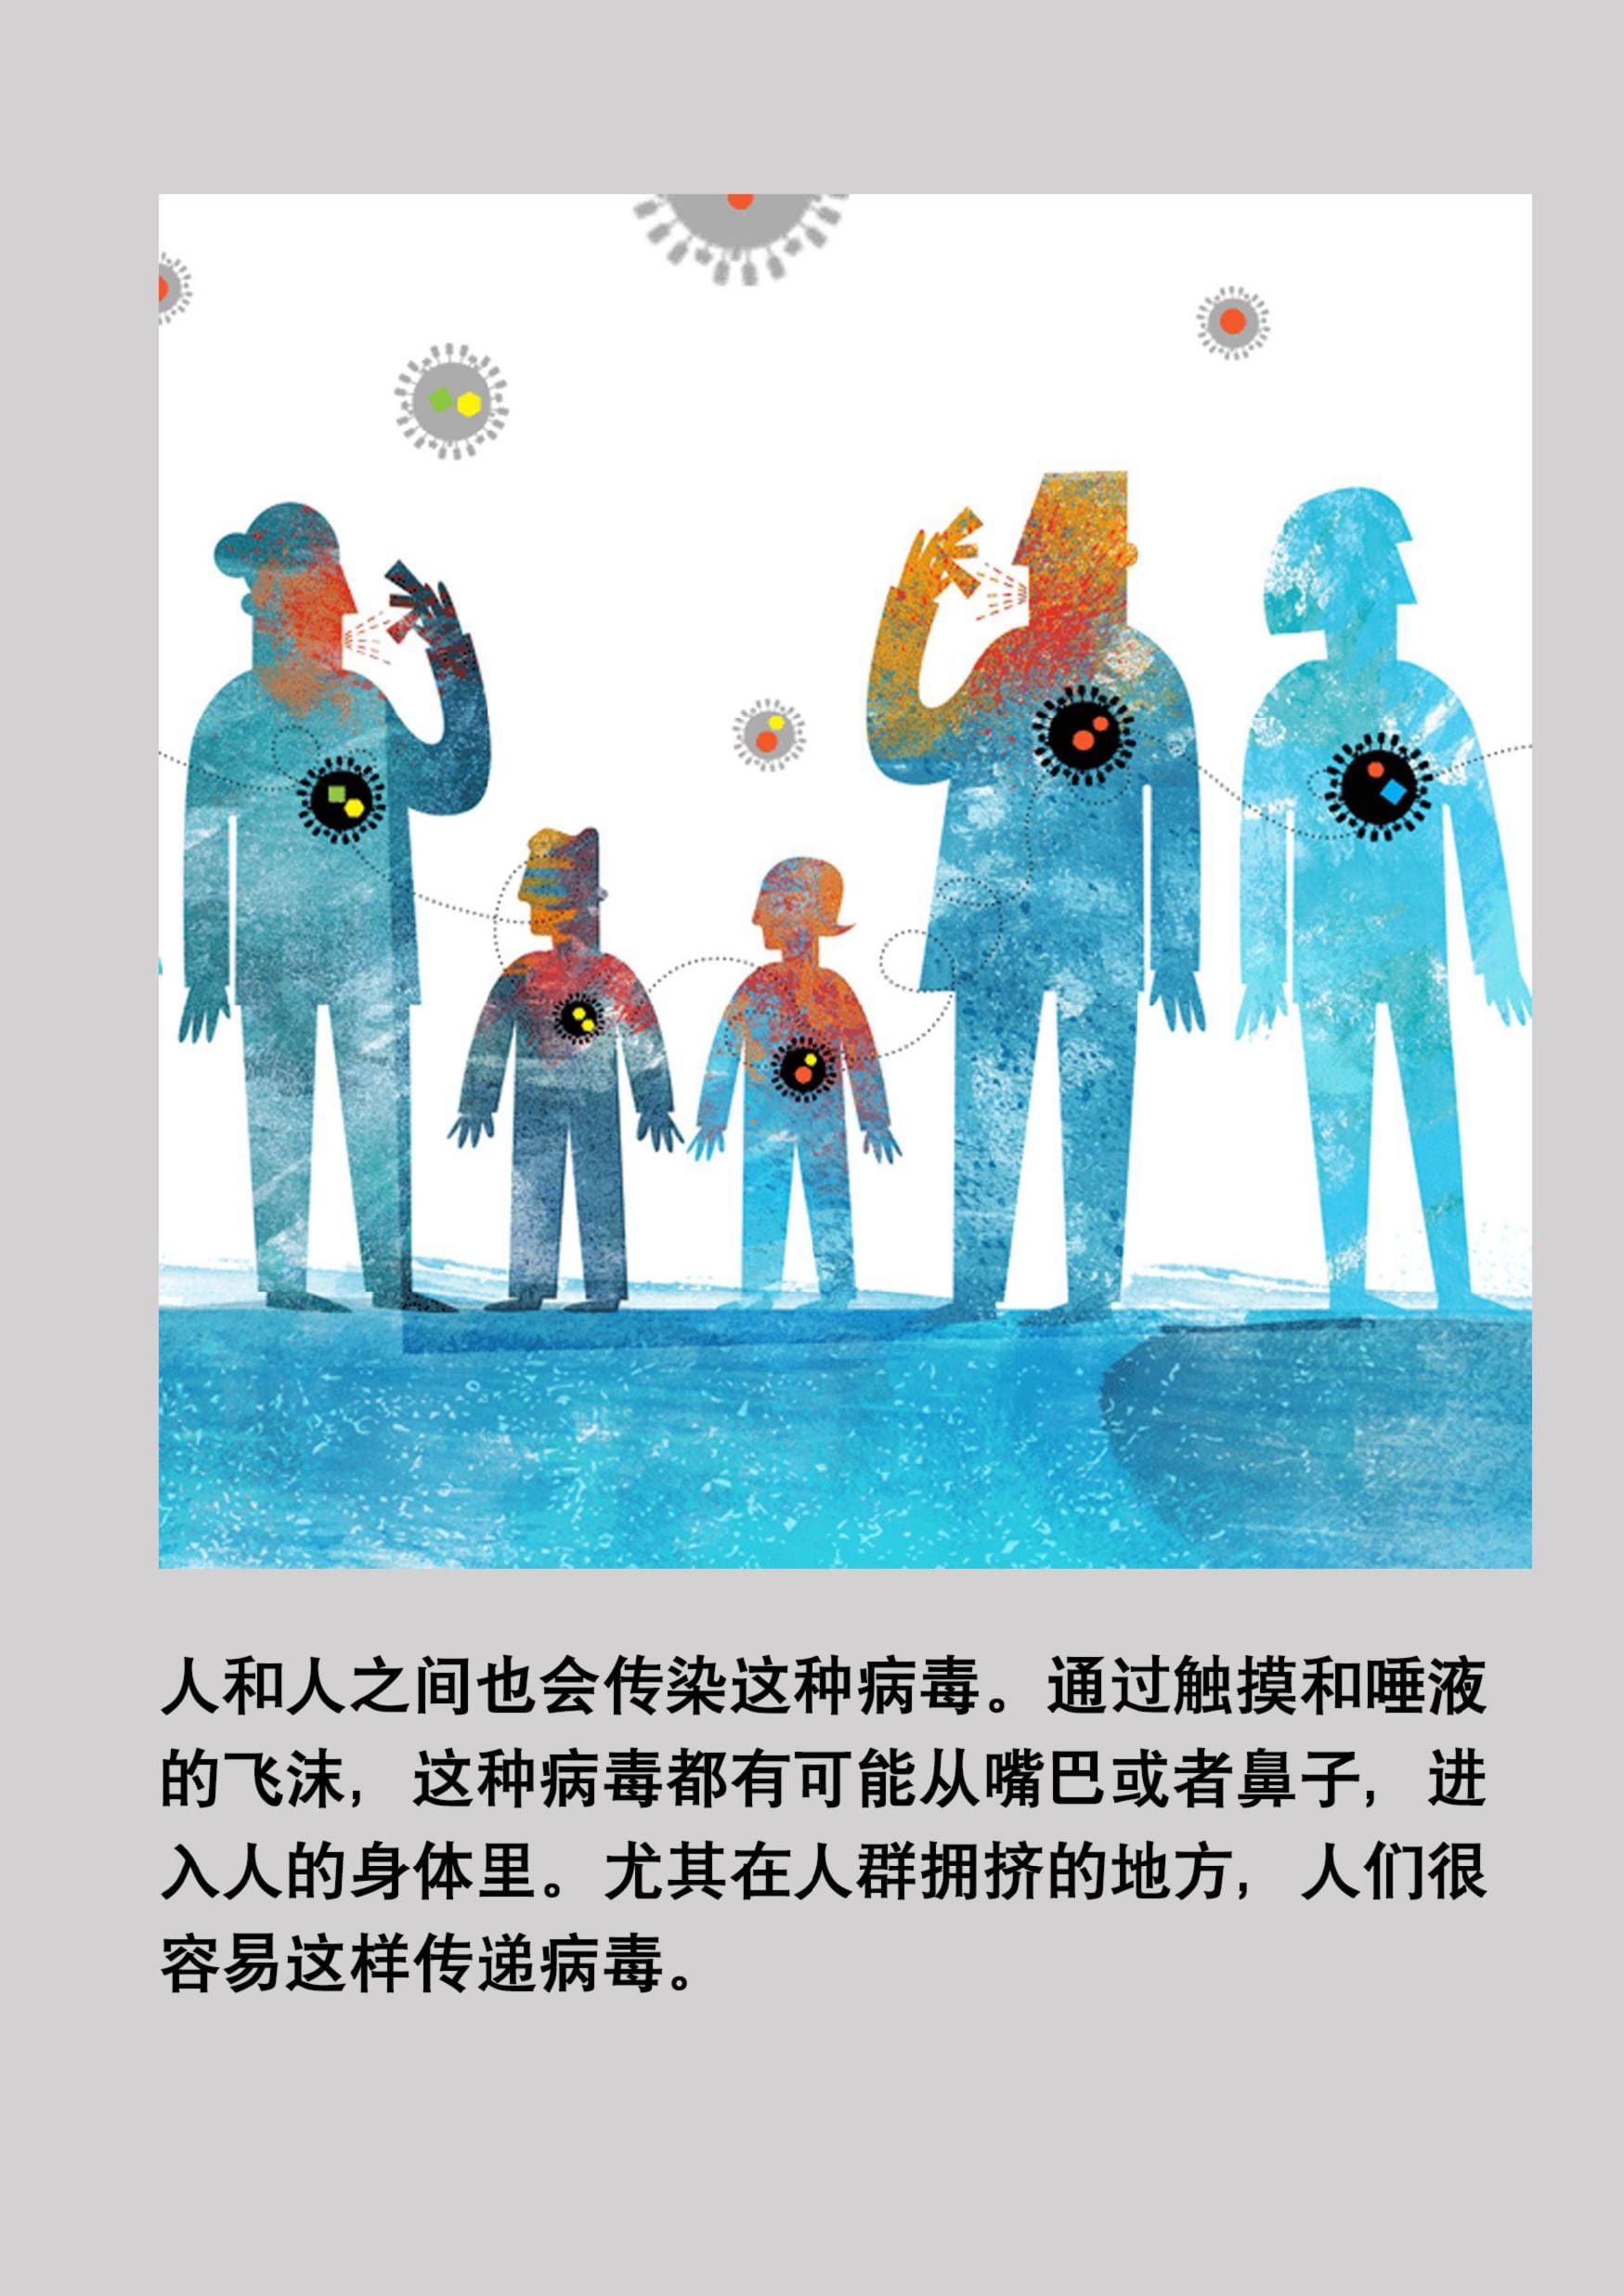 人和人之间也会传染这种病毒。通过触摸和唾液
的飞沫，这种病毒都有可能从嘴巴或者鼻子，进
入人的身体里。尤其在人群拥挤的地方，人们很
容易这样传递病毒。